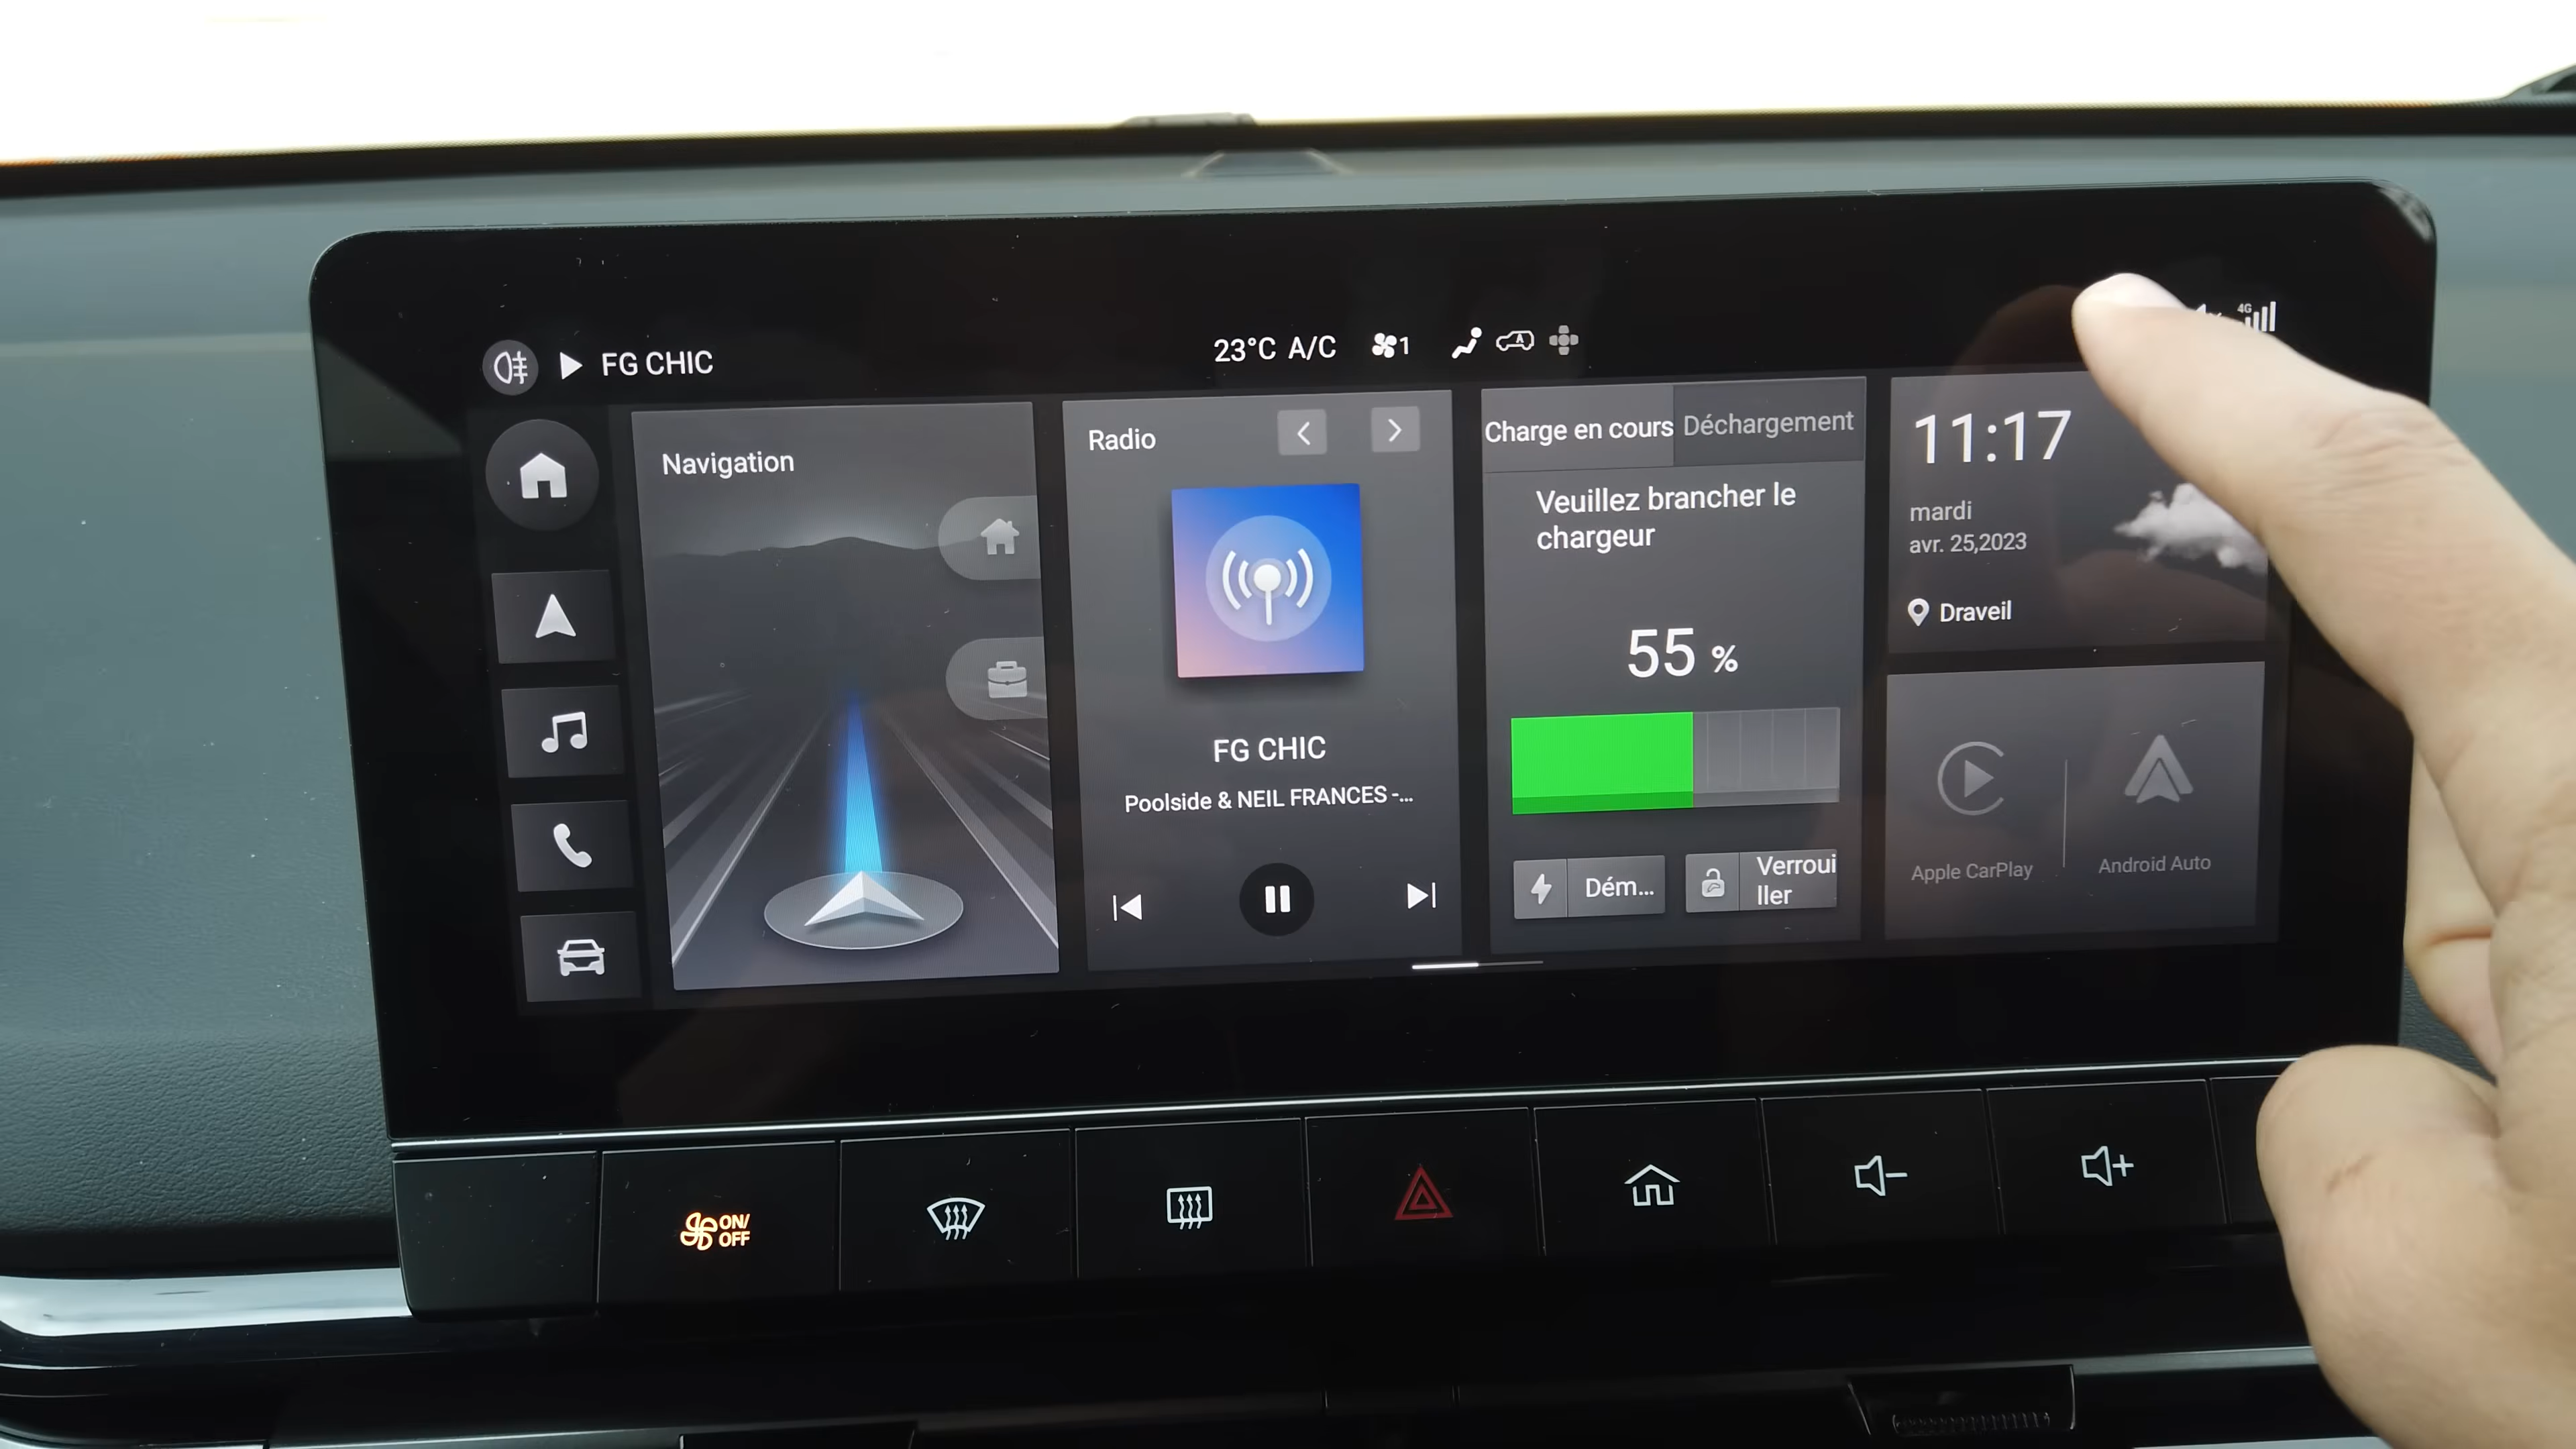 FG CHIC
23°C A/C
1
A
4G
Navigation
Radio
FG CHIC
Poolside & NEIL FRANCES -...
Charge en cours
Déchargement
Veuillez brancher le
chargeur
55 %
Dém...
Verroui
ller
11:17
mardi
avr. 25,2023
Draveil
Apple CarPlay
Android Auto
ON/
OFF